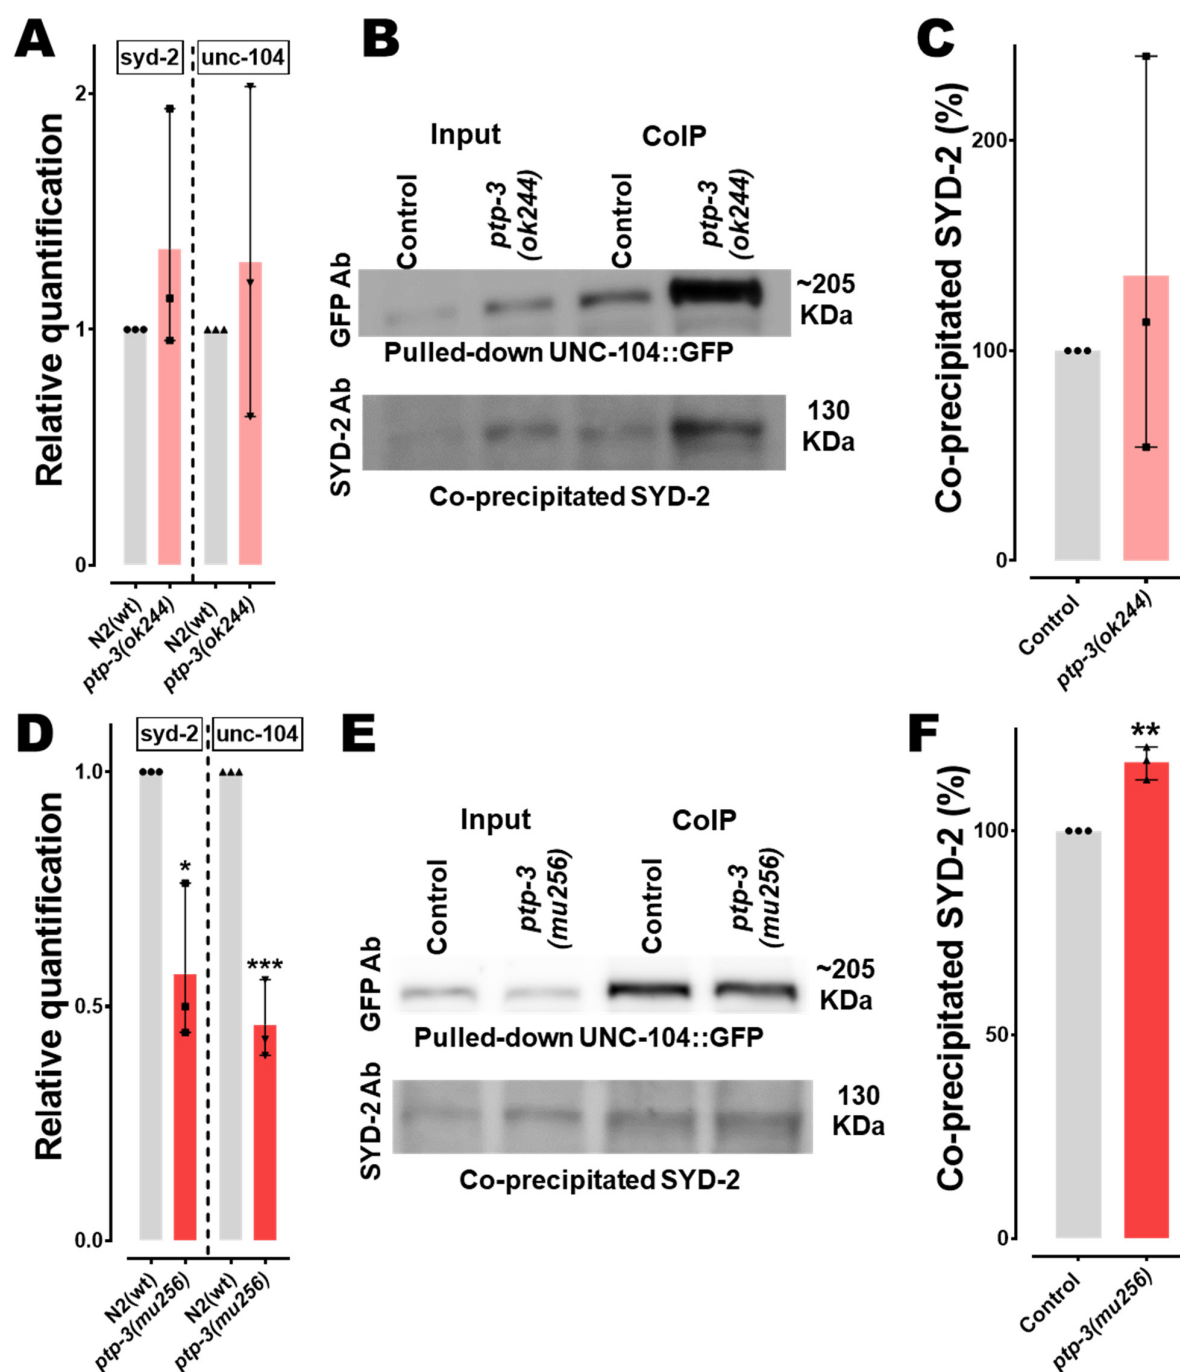 A
syd-2
unc-104
Relative quantification
2
1
0
N2(wt)
ptp-3(ok244)
N2(wt)
ptp-3(ok244)
B
Input
CoIP
Control
ptp-3
(ok244)
Control
ptp-3
(ok244)
GFP Ab
~205
KDa
Pulled-down UNC-104::GFP
SYD-2 Ab
130
KDa
Co-precipitated SYD-2
C
Co-precipitated SYD-2 (%)
200
100
0
Control
ptp-3(ok244)
D
syd-2
unc-104
Relative quantification
1.0
0.5
0.0
*
***
N2(wt)
ptp-3(mu256)
N2(wt)
ptp-3(mu256)
E
Input
CoIP
Control
ptp-3
(mu256)
Control
ptp-3
(mu256)
GFP Ab
~205
KDa
Pulled-down UNC-104::GFP
SYD-2 Ab
130
KDa
Co-precipitated SYD-2
F
Co-precipitated SYD-2 (%)
**
100
50
0
Control
ptp-3(mu256)